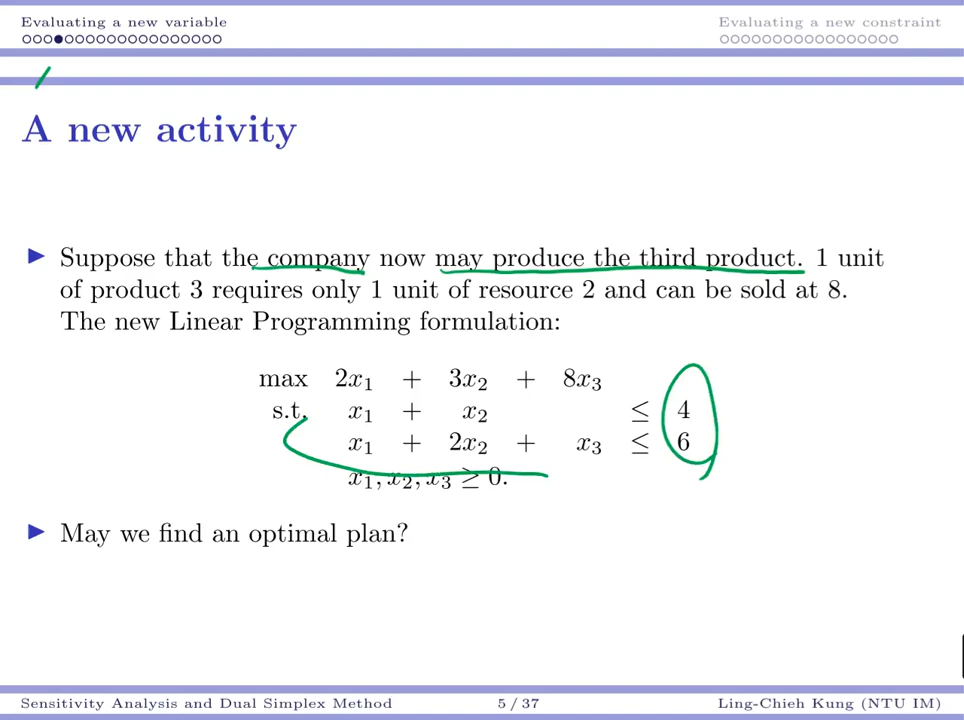 Evaluating a new variable
Evaluating a new constraint
A new activity
▶ Suppose that the company now may produce the third product. 1 unit
of product 3 requires only 1 unit of resource 2 and can be sold at 8.
The new Linear Programming formulation:
max 2x₁ + 3x₂ + 8x₃
s.t. x₁ + x₂ ≤ 4
x₁ + 2x₂ + x₃ ≤ 6
x₁, x₂, x₃ ≥ 0.
▶ May we find an optimal plan?
Sensitivity Analysis and Dual Simplex Method
5 / 37
Ling-Chieh Kung (NTU IM)